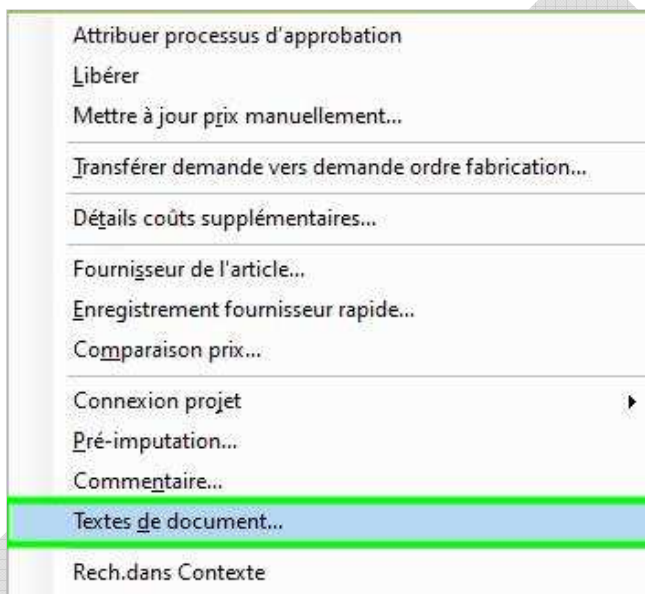 Attribuer processus d'approbation
Libérer
Mettre à jour prix manuellement...
Transférer demande vers demande ordre fabrication...
Détails coûts supplémentaires...
Fournisseur de l'article...
Enregistrement fournisseur rapide...
Comparaison prix...
Connexion projet
Pré-imputation...
Commentaire...
Textes de document...
Rech.dans Contexte